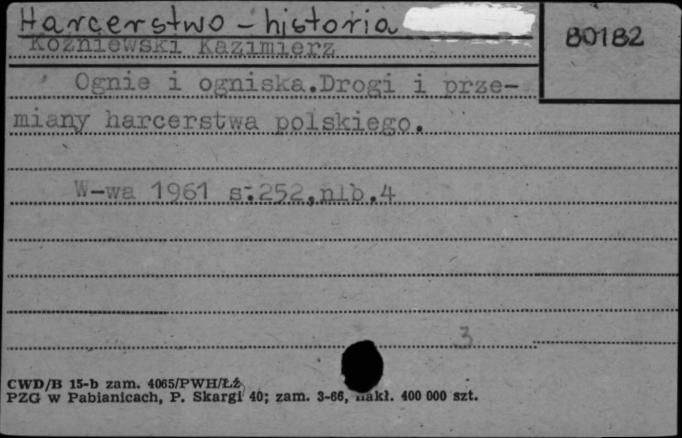 Harcerstwo - historia
80182
Koźniewski Kazimierz
Ognie i ogniska.Drogi i prze-
miany harcerstwa polskiego.
W-wa 1961 s.252,nlb.4
3
CWD/B 15-b zam. 4065/PWH/ŁŻ
PZG w Pabianicach, P. Skargi 40; zam. 3-66, nakł. 400 000 szt.